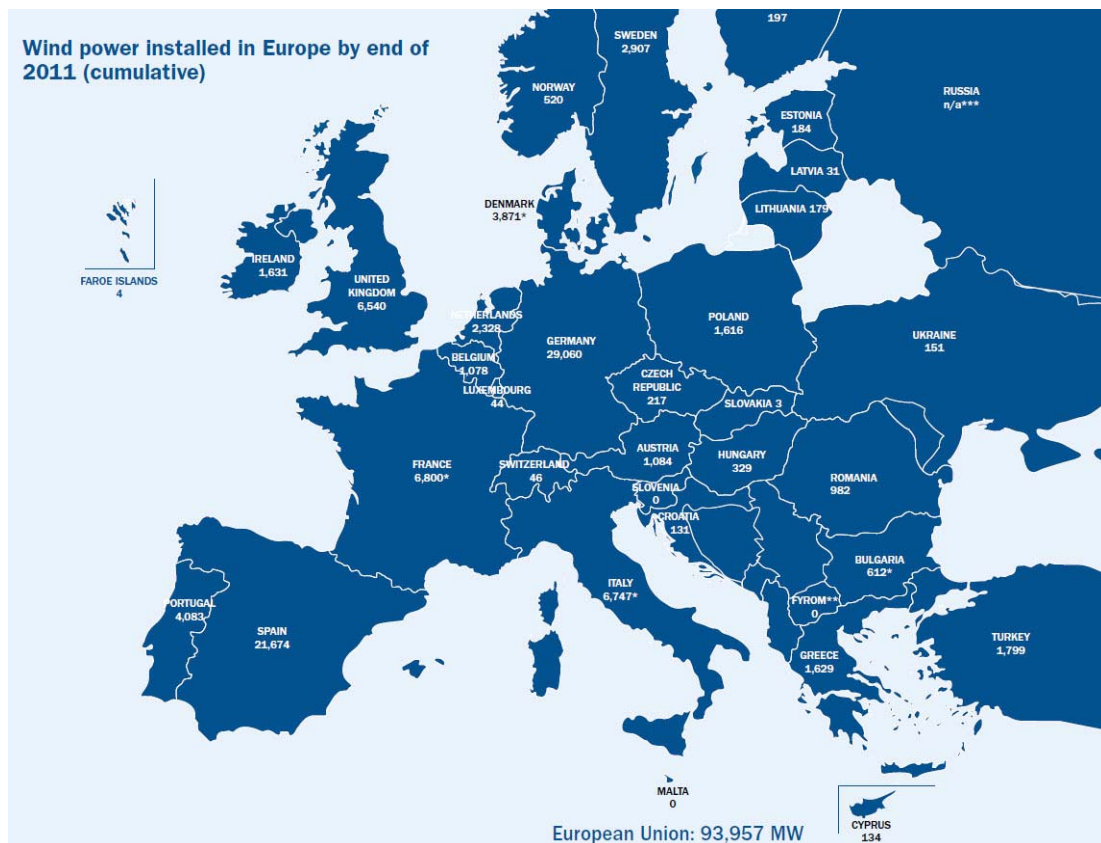 Wind power installed in Europe by end of
2011 (cumulative)
197
SWEDEN
2,907
NORWAY
520
RUSSIA
n/a***
ESTONIA
184
LATVIA 31
LITHUANIA 179
DENMARK
3,871*
FAROE ISLANDS
4
IRELAND
1,631
UNITED
KINGDOM
6,540
NETHERLANDS
2,328
BELGIUM
1,078
LUXEMBOURG
44
GERMANY
29,060
POLAND
1,616
UKRAINE
151
CZECH
REPUBLIC
217
SLOVAKIA 3
FRANCE
6,800*
SWITZERLAND
46
AUSTRIA
1,084
HUNGARY
329
ROMANIA
982
SLOVENIA
0
CROATIA
131
BULGARIA
612*
ITALY
6,747*
FYROM**
0
PORTUGAL
4,083
SPAIN
21,674
GREECE
1,629
TURKEY
1,799
MALTA
0
CYPRUS
134
European Union: 93,957 MW